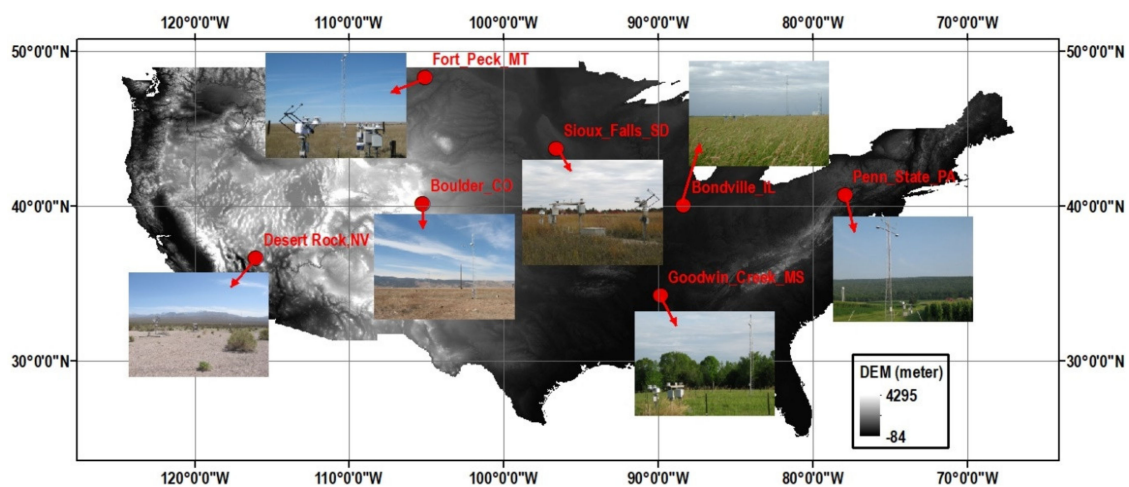 120°0'0"W 110°0'0"W 100°0'0"W 90°0'0"W 80°0'0"W 70°0'0"W
50°0'0"N 50°0'0"N
Fort_Peck_MT
Sioux_Falls_SD
Boulder_CO Bondville_IL Penn_State_PA
40°0'0"N 40°0'0"N
Desert Rock,NV
Goodwin_Creek_MS
30°0'0"N 30°0'0"N
DEM (meter)
4295
-84
120°0'0"W 110°0'0"W 100°0'0"W 90°0'0"W 80°0'0"W 70°0'0"W